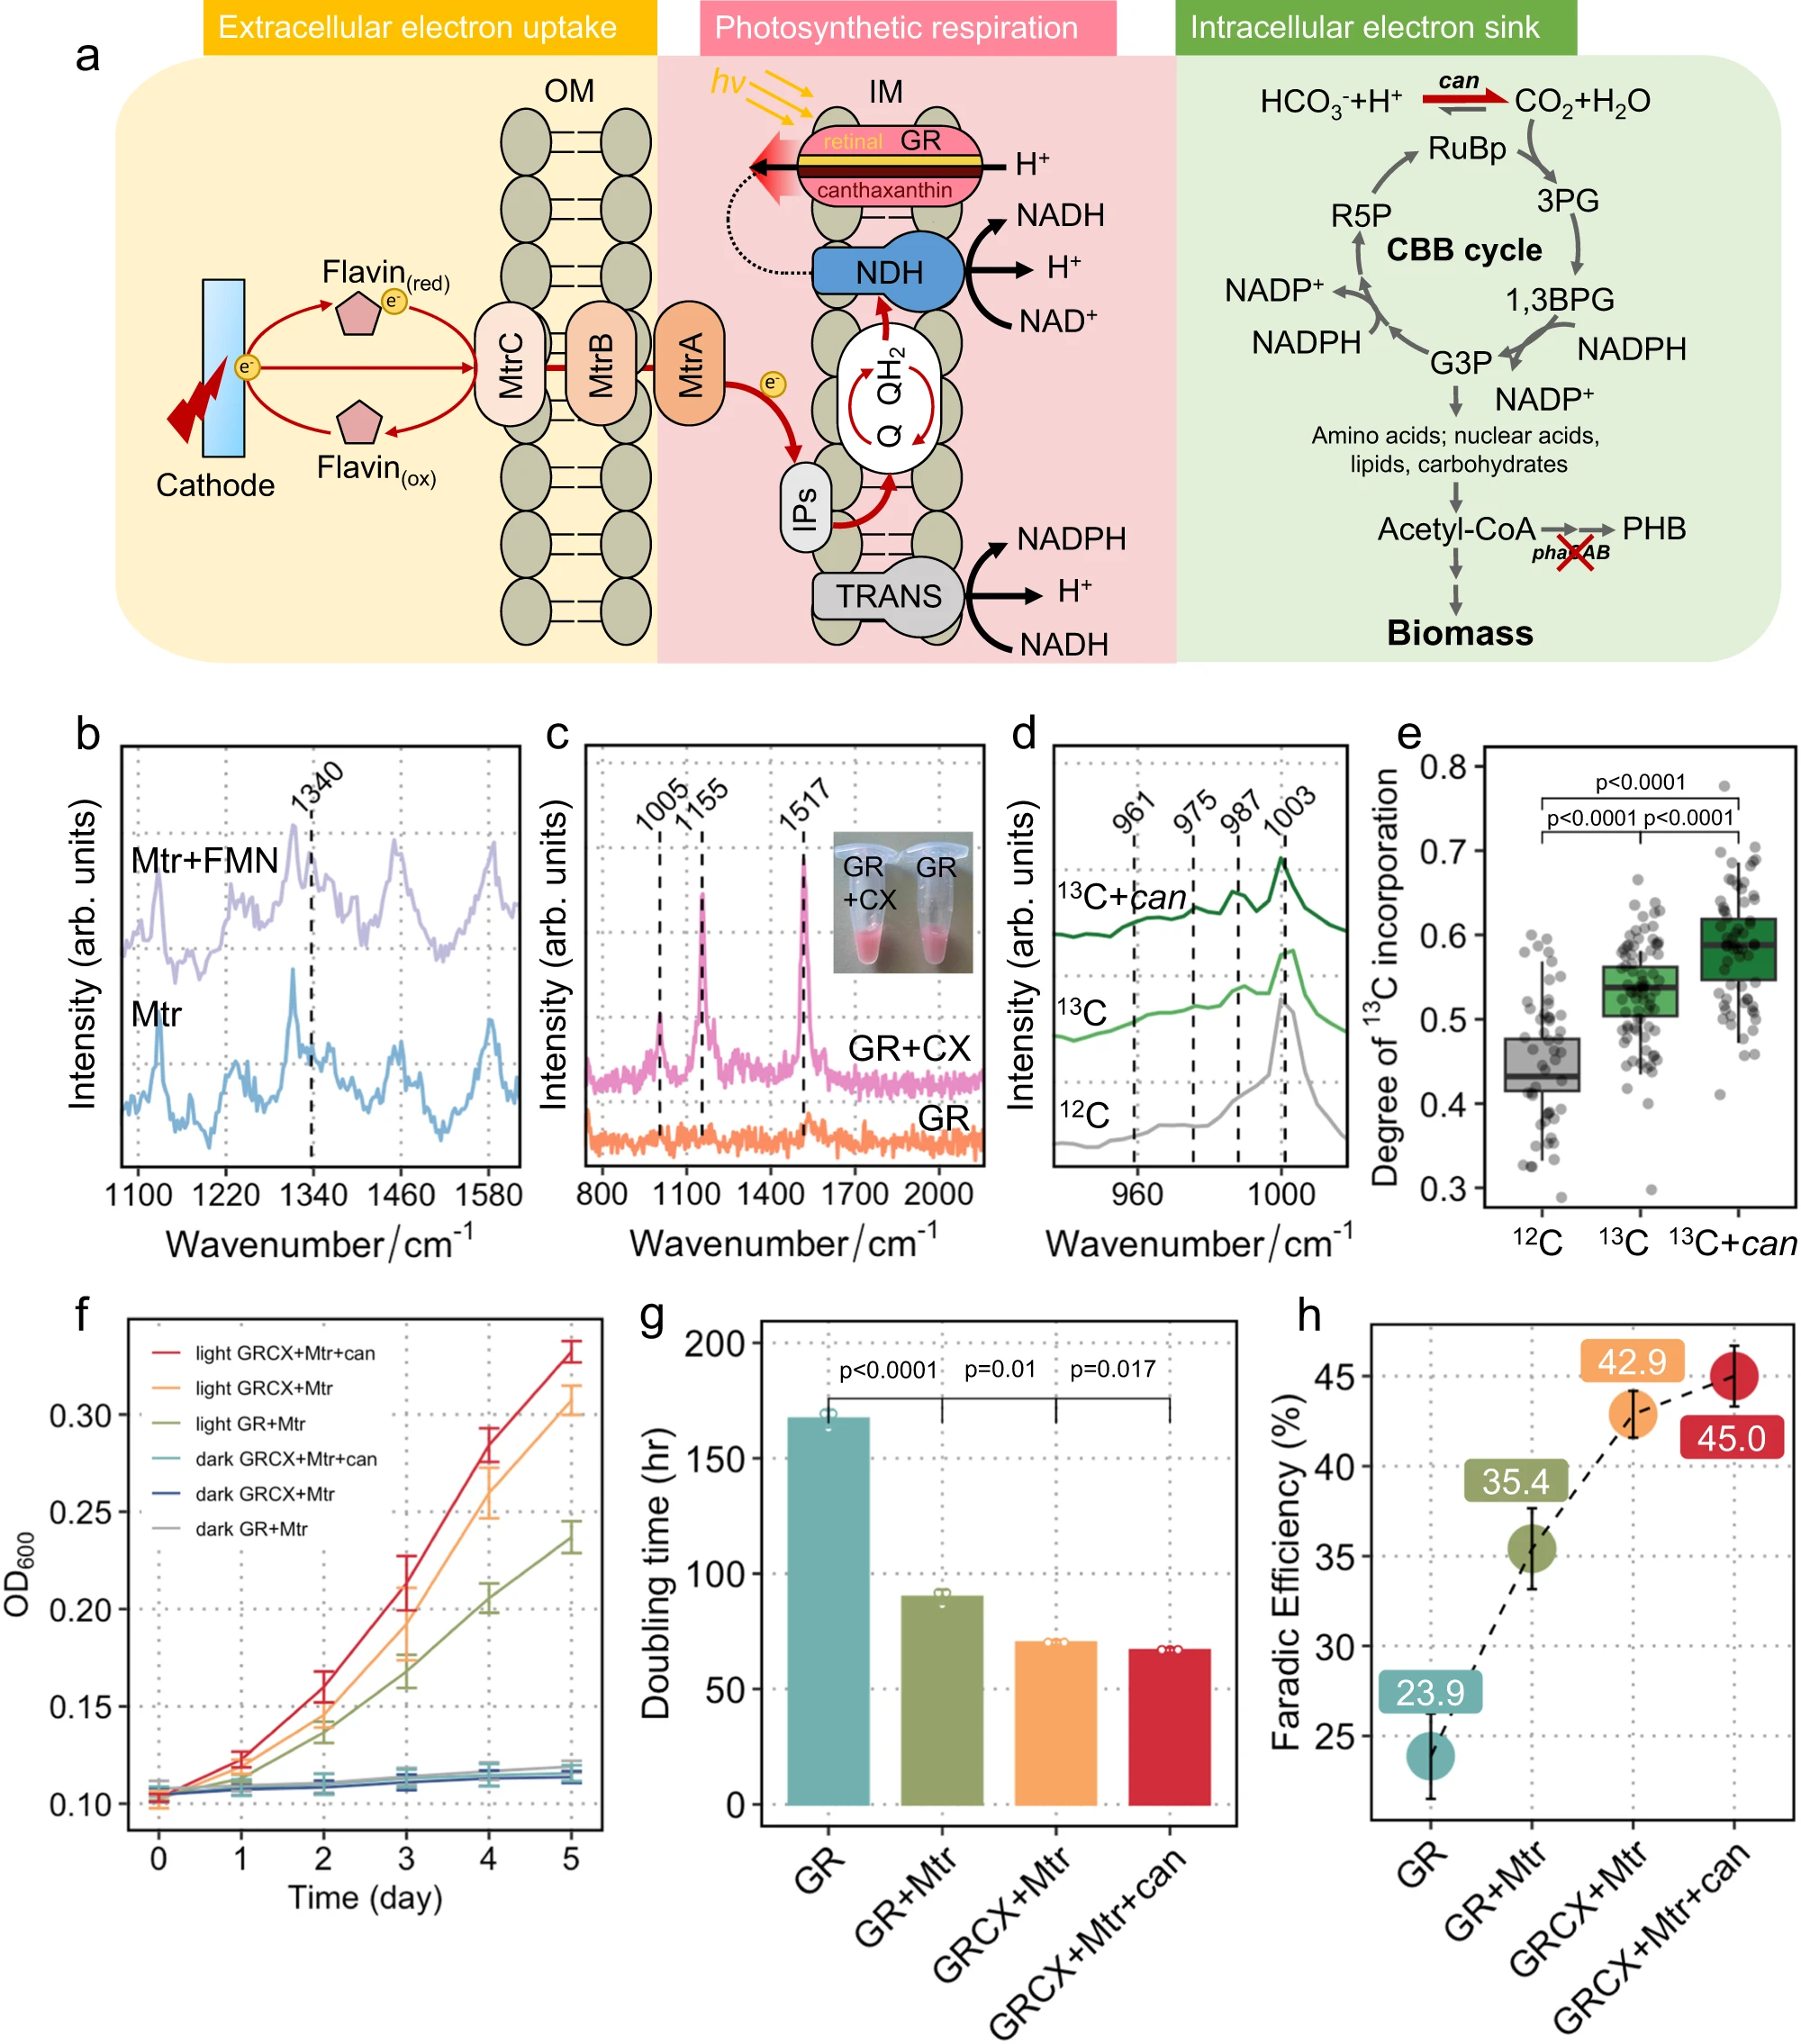 Extracellular electron uptake
Photosynthetic respiration
Intracellular electron sink
a
OM
hν
IM
retinal GR
canthaxanthin
H⁺
NADH
NDH
H⁺
NAD⁺
Flavin(red)
e⁻
e⁻
Flavin(ox)
Cathode
MtrC
MtrB
MtrA
e⁻
QH₂
Q
IPs
NADPH
TRANS
H⁺
NADH
HCO₃⁻+H⁺
can
CO₂+H₂O
RuBp
3PG
R5P
CBB cycle
NADP⁺
1,3BPG
NADPH
NADPH
G3P
NADP⁺
Amino acids; nuclear acids,
lipids, carbohydrates
Acetyl-CoA
PHB
phaCAB
Biomass
b
1340
Mtr+FMN
Mtr
Intensity (arb. units)
1100 1220 1340 1460 1580
Wavenumber/cm⁻¹
c
1005
1155
1517
GR
+CX
GR
GR+CX
GR
Intensity (arb. units)
800 1100 1400 1700 2000
Wavenumber/cm⁻¹
d
961
975
987
1003
¹³C+can
¹³C
¹²C
Intensity (arb. units)
960 1000
Wavenumber/cm⁻¹
e
p<0.0001
p<0.0001 p<0.0001
Degree of ¹³C incorporation
0.8
0.7
0.6
0.5
0.4
0.3
¹²C ¹³C ¹³C+can
f
light GRCX+Mtr+can
light GRCX+Mtr
light GR+Mtr
dark GRCX+Mtr+can
dark GRCX+Mtr
dark GR+Mtr
OD₆₀₀
0.30
0.25
0.20
0.15
0.10
0 1 2 3 4 5
Time (day)
g
p<0.0001 p=0.01 p=0.017
Doubling time (hr)
200
150
100
50
0
GR
GR+Mtr
GRCX+Mtr
GRCX+Mtr+can
h
42.9
45.0
35.4
23.9
Faradic Efficiency (%)
45
40
35
30
25
GR
GR+Mtr
GRCX+Mtr
GRCX+Mtr+can